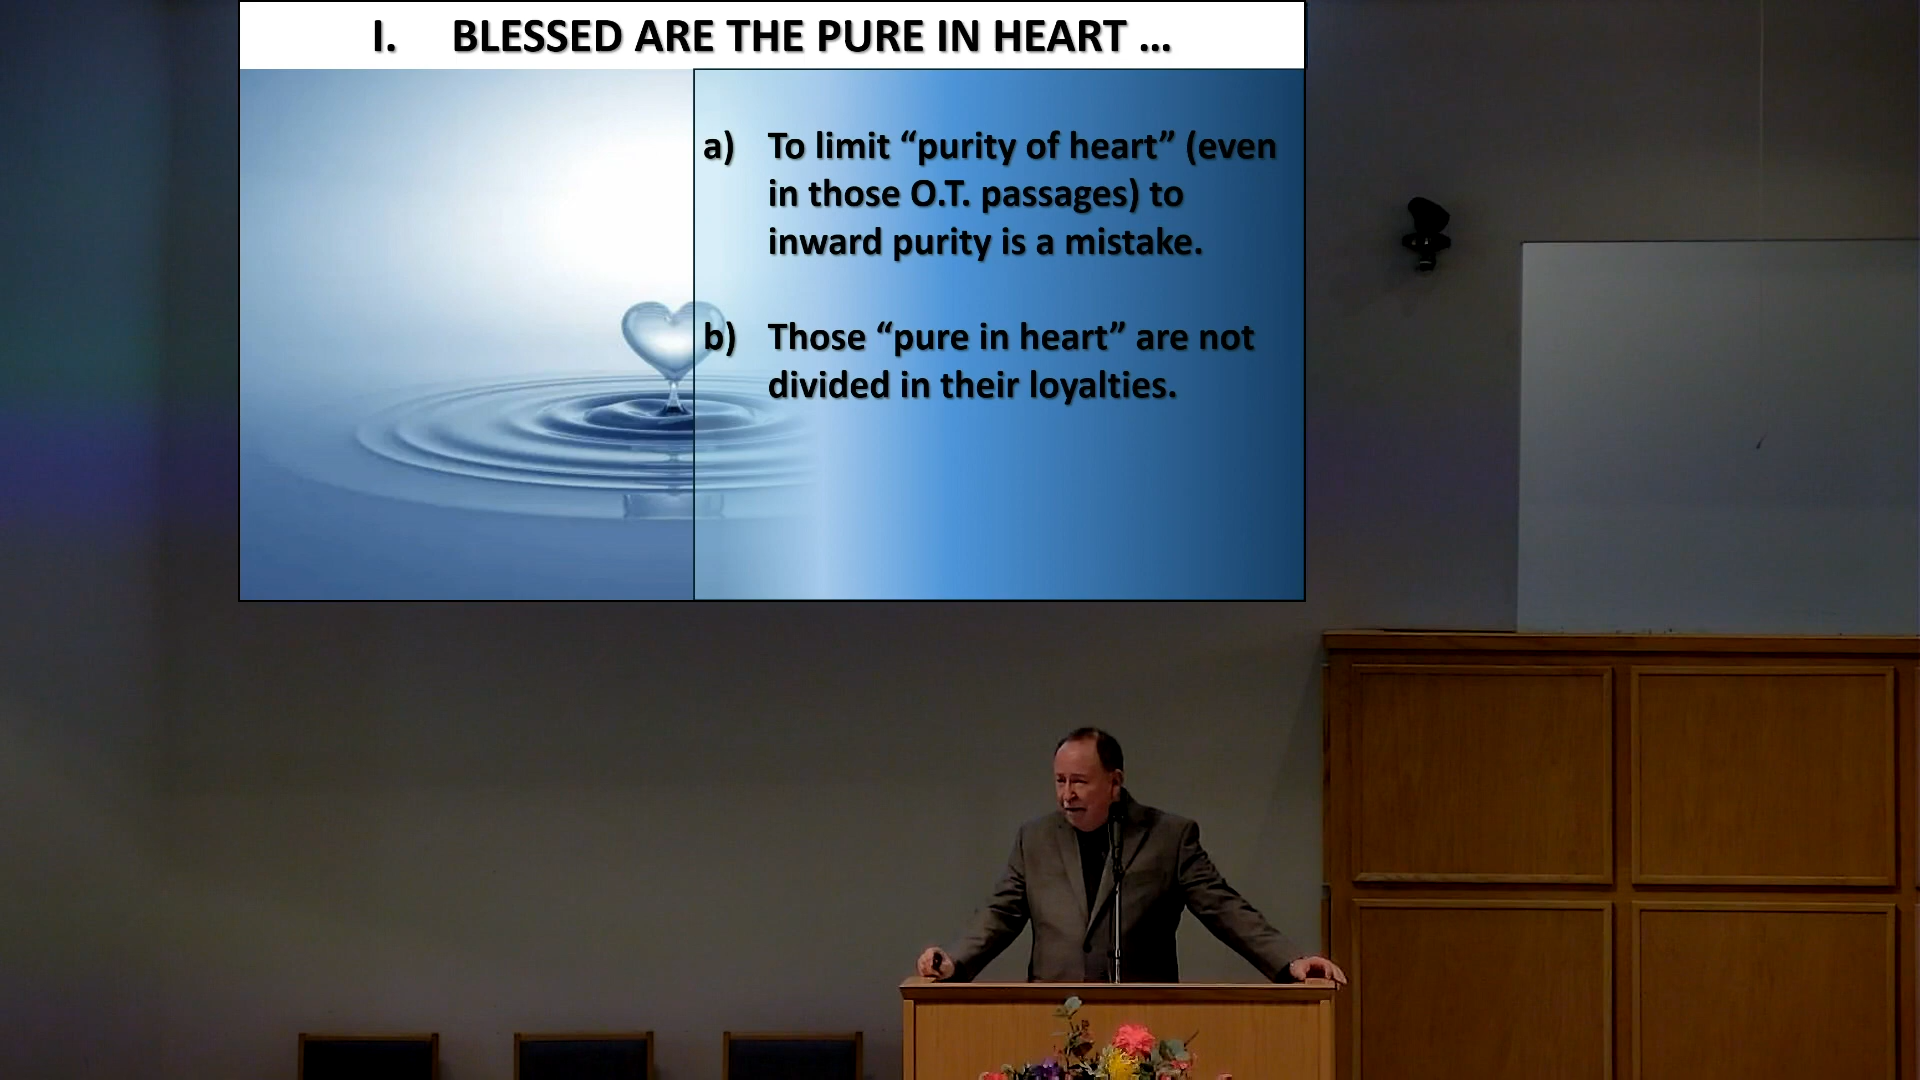 I. BLESSED ARE THE PURE IN HEART ...
a) To limit “purity of heart” (even
in those O.T. passages) to
inward purity is a mistake.
b) Those “pure in heart” are not
divided in their loyalties.